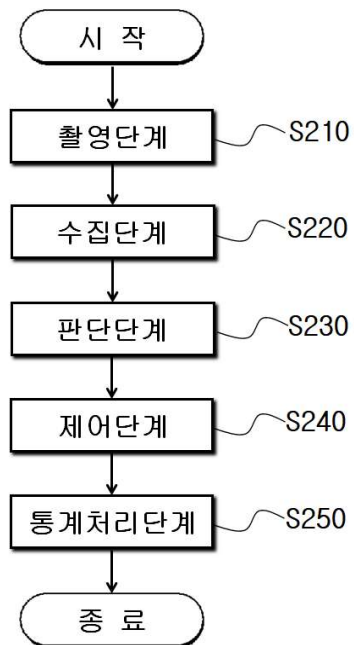 시 작
촬영단계 S210
수집단계 S220
판단단계 S230
제어단계 S240
통계처리단계 S250
종 료